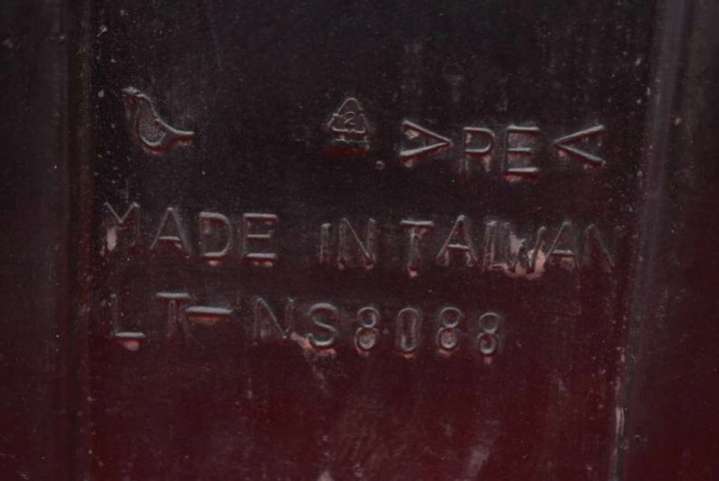 2 >PE<
MADE IN TAIWAN
LT-NS8088